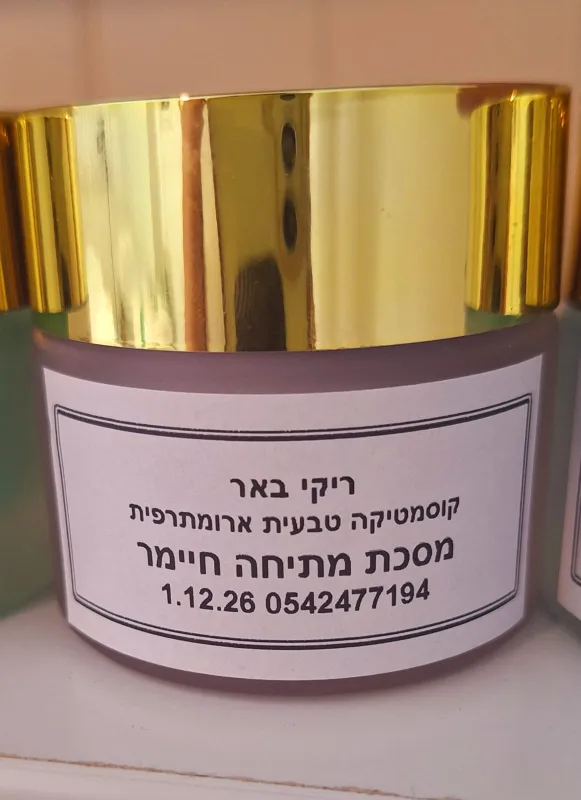 ריקי באר
קוסמטיקה טבעית ארומתרפית
מסכת מתיחה חיימר
1.12.26 0542477194